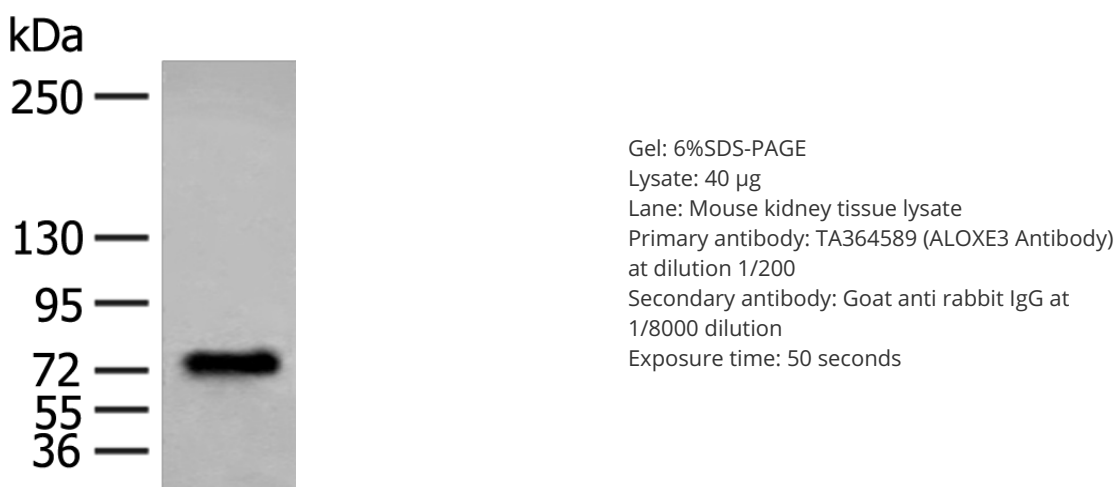 kDa
250
130
95
72
55
36
Gel: 6%SDS-PAGE
Lysate: 40 µg
Lane: Mouse kidney tissue lysate
Primary antibody: TA364589 (ALOXE3 Antibody)
at dilution 1/200
Secondary antibody: Goat anti rabbit IgG at
1/8000 dilution
Exposure time: 50 seconds